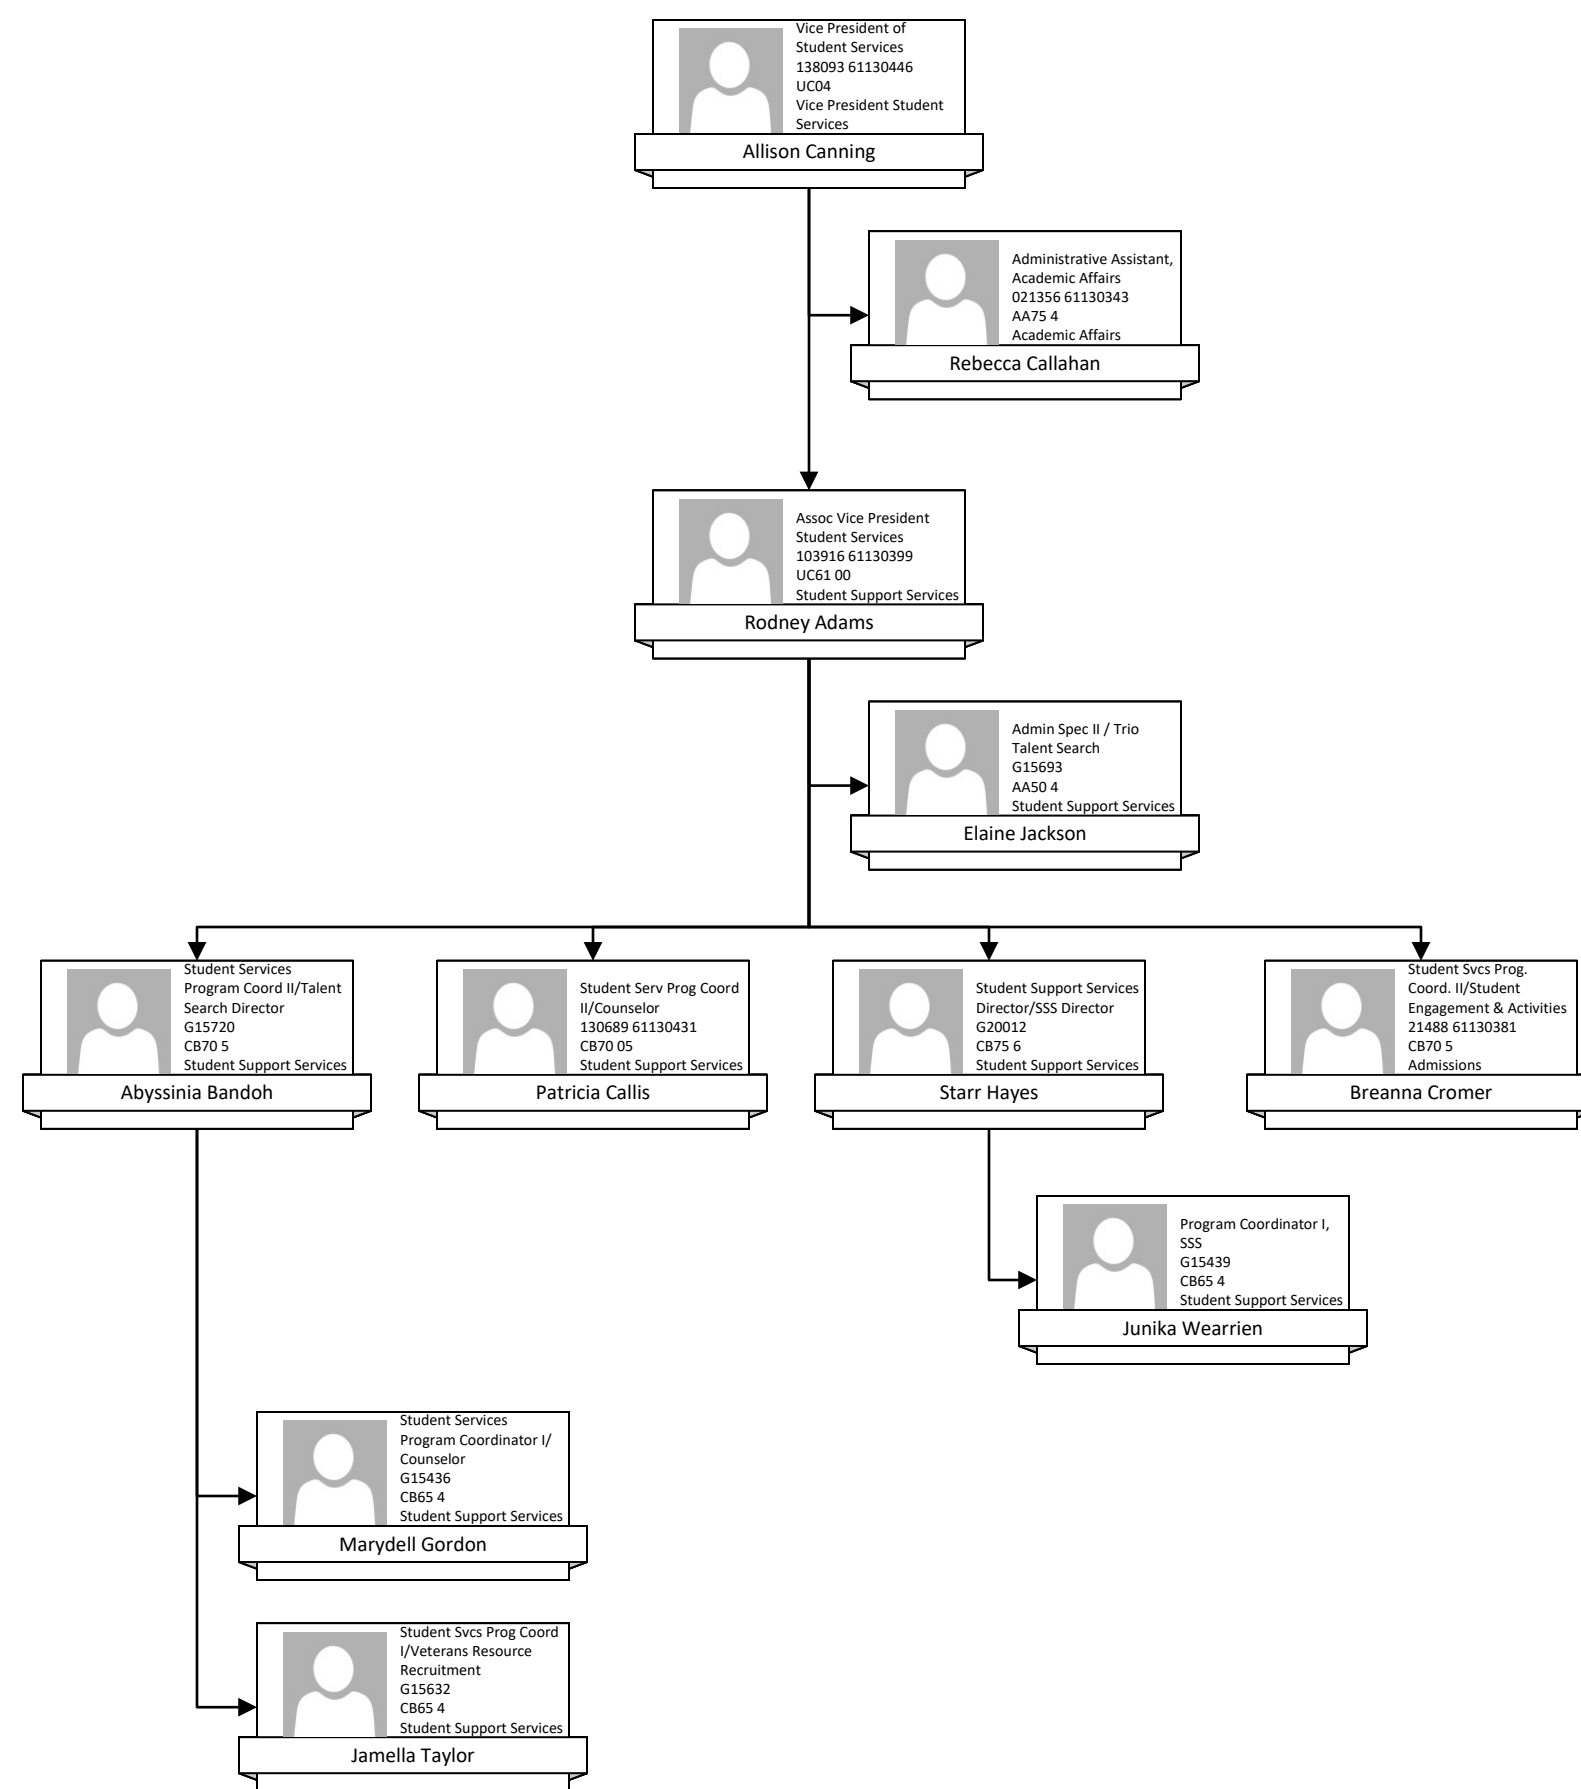 Vice President of
Student Services
138093 61130446
UC04
Vice President Student
Services
Allison Canning
Administrative Assistant,
Academic Affairs
021356 61130343
AA75 4
Academic Affairs
Rebecca Callahan
Assoc Vice President
Student Services
103916 61130399
UC61 00
Student Support Services
Rodney Adams
Admin Spec II / Trio
Talent Search
G15693
AA50 4
Student Support Services
Elaine Jackson
Student Services
Program Coord II/Talent
Search Director
G15720
CB70 5
Student Support Services
Abyssinia Bandoh
Student Serv Prog Coord
II/Counselor
130689 61130431
CB70 05
Student Support Services
Patricia Callis
Student Support Services
Director/SSS Director
G20012
CB75 6
Student Support Services
Starr Hayes
Student Svcs Prog.
Coord. II/Student
Engagement & Activities
21488 61130381
CB70 5
Admissions
Breanna Cromer
Program Coordinator I,
SSS
G15439
CB65 4
Student Support Services
Junika Wearrien
Student Services
Program Coordinator I/
Counselor
G15436
CB65 4
Student Support Services
Marydell Gordon
Student Svcs Prog Coord
I/Veterans Resource
Recruitment
G15632
CB65 4
Student Support Services
Jamella Taylor